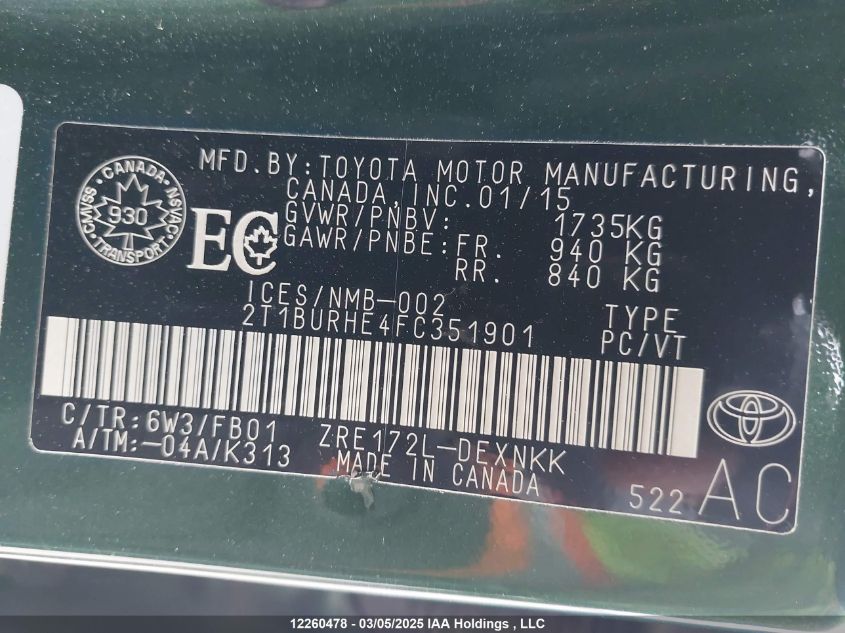 MFD.BY:TOYOTA MOTOR MANUFACTURING,
CANADA,INC.01/15
GVWR/PNBV: 1735KG
GAWR/PNBE:FR. 940 KG
RR. 840 KG
CANADA
CMVSS NSVAC
930
TRANSPORT
EC
ICES/NMB-002
2T1BURHE4FC351901
TYPE
PC/VT
C/TR:6W3/FB01
A/TM:-04A/K313
ZRE172L-DEXNKK
MADE IN CANADA
522 AC
12260478 - 03/05/2025 IAA Holdings , LLC